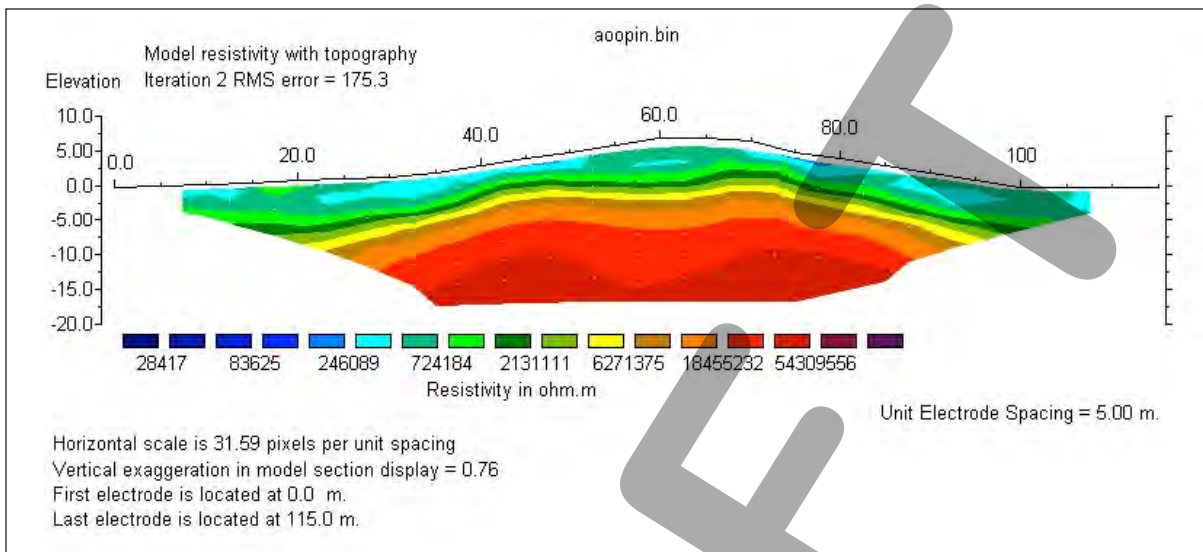 aoopin.bin
Model resistivity with topography
Elevation Iteration 2 RMS error = 175.3
10.0
5.00
0.0
-5.00
-10.0
-15.0
-20.0
0.0 20.0 40.0 60.0 80.0 100
28417 83625 246089 724184 2131111 6271375 18455232 54309556
Resistivity in ohm.m
Unit Electrode Spacing = 5.00 m.
Horizontal scale is 31.59 pixels per unit spacing
Vertical exaggeration in model section display = 0.76
First electrode is located at 0.0 m.
Last electrode is located at 115.0 m.